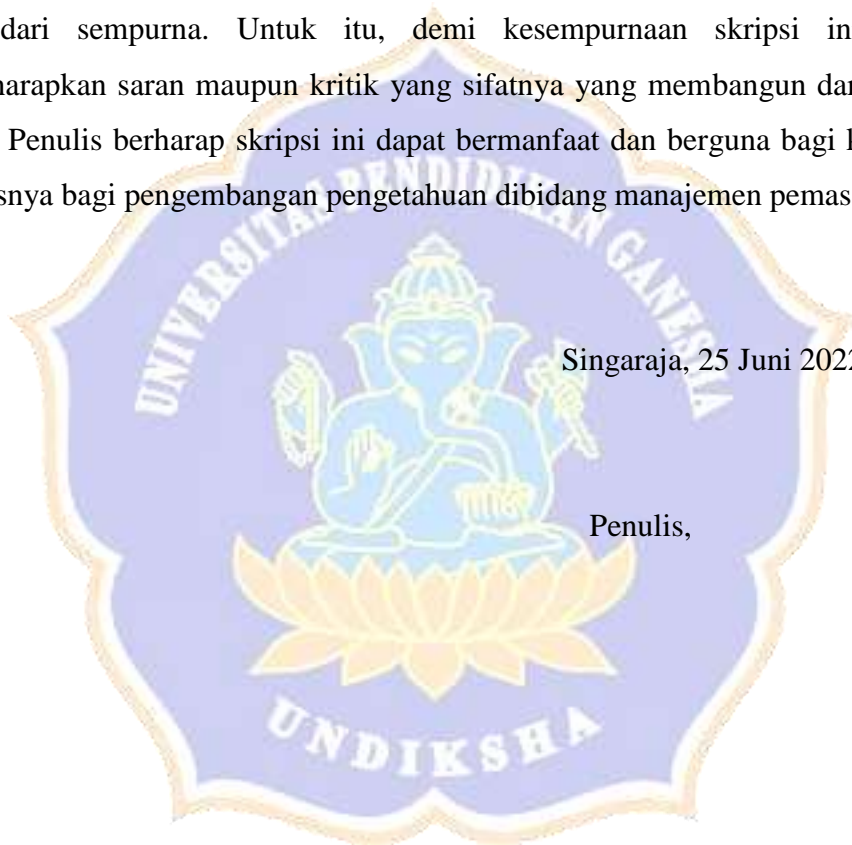 dari sempurna. Untuk itu, demi kesempurnaan skripsi ini
harapkan saran maupun kritik yang sifatnya yang membangun dar
Penulis berharap skripsi ini dapat bermanfaat dan berguna bagi
snya bagi pengembangan pengetahuan dibidang manajemen pemas
UNIVERSITAS PENDIDIKAN GANESHA
Singaraja, 25 Juni 2022
Penulis,
UNDIKSHA